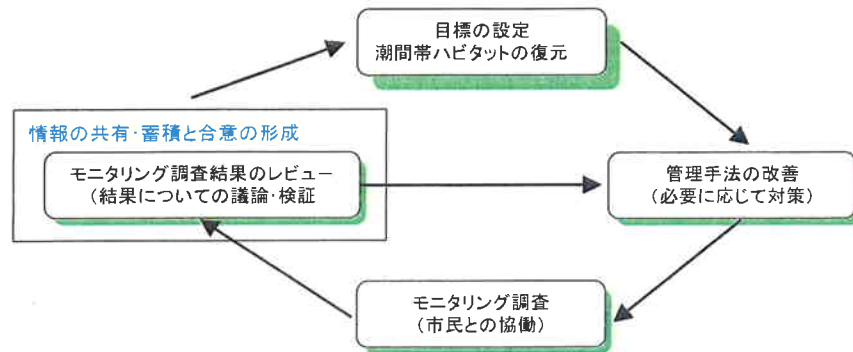 目標の設定
潮間帯ハビタットの復元
情報の共有・蓄積と合意の形成
モニタリング調査結果のレビュー
（結果についての議論・検証
管理手法の改善
（必要に応じて対策）
モニタリング調査
（市民との協働）